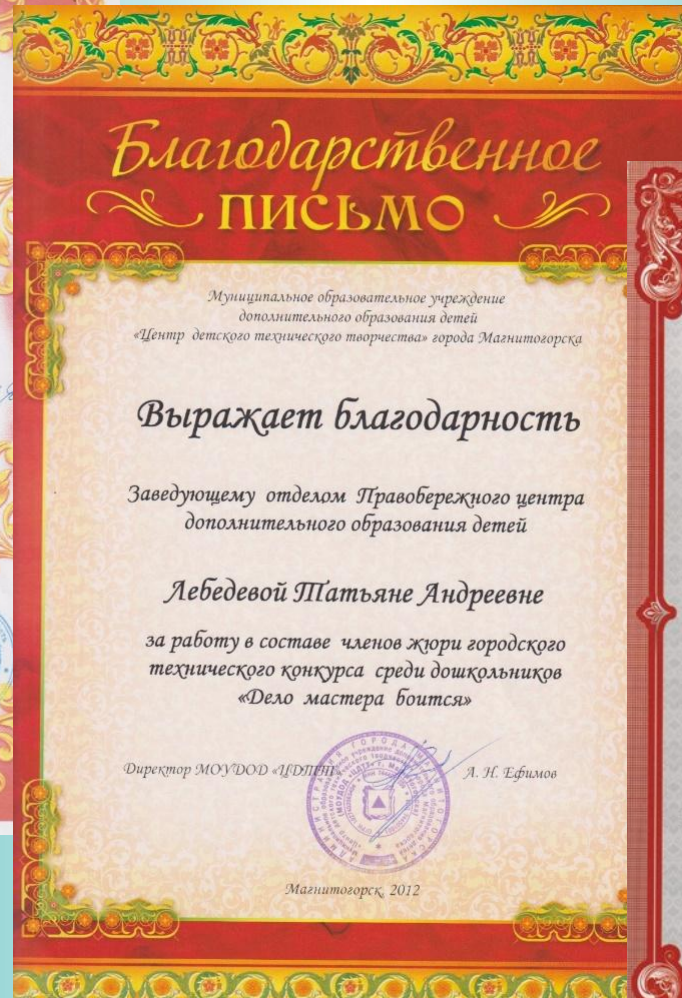 Благодарственное
ПИСЬМО
Муниципальное образовательное учреждение
дополнительного образования детей
«Центр детского технического творчества» города Магнитогорска
Выражает благодарность
Заведующему отделом Правобережного центра
дополнительного образования детей
Лебедевой Татьяне Андреевне
за работу в составе членов жюри городского
технического конкурса среди дошкольников
«Дело мастера боится»
Директор МОУДОД «ЦДТТ» А. Н. Ефимов
Магнитогорск, 2012